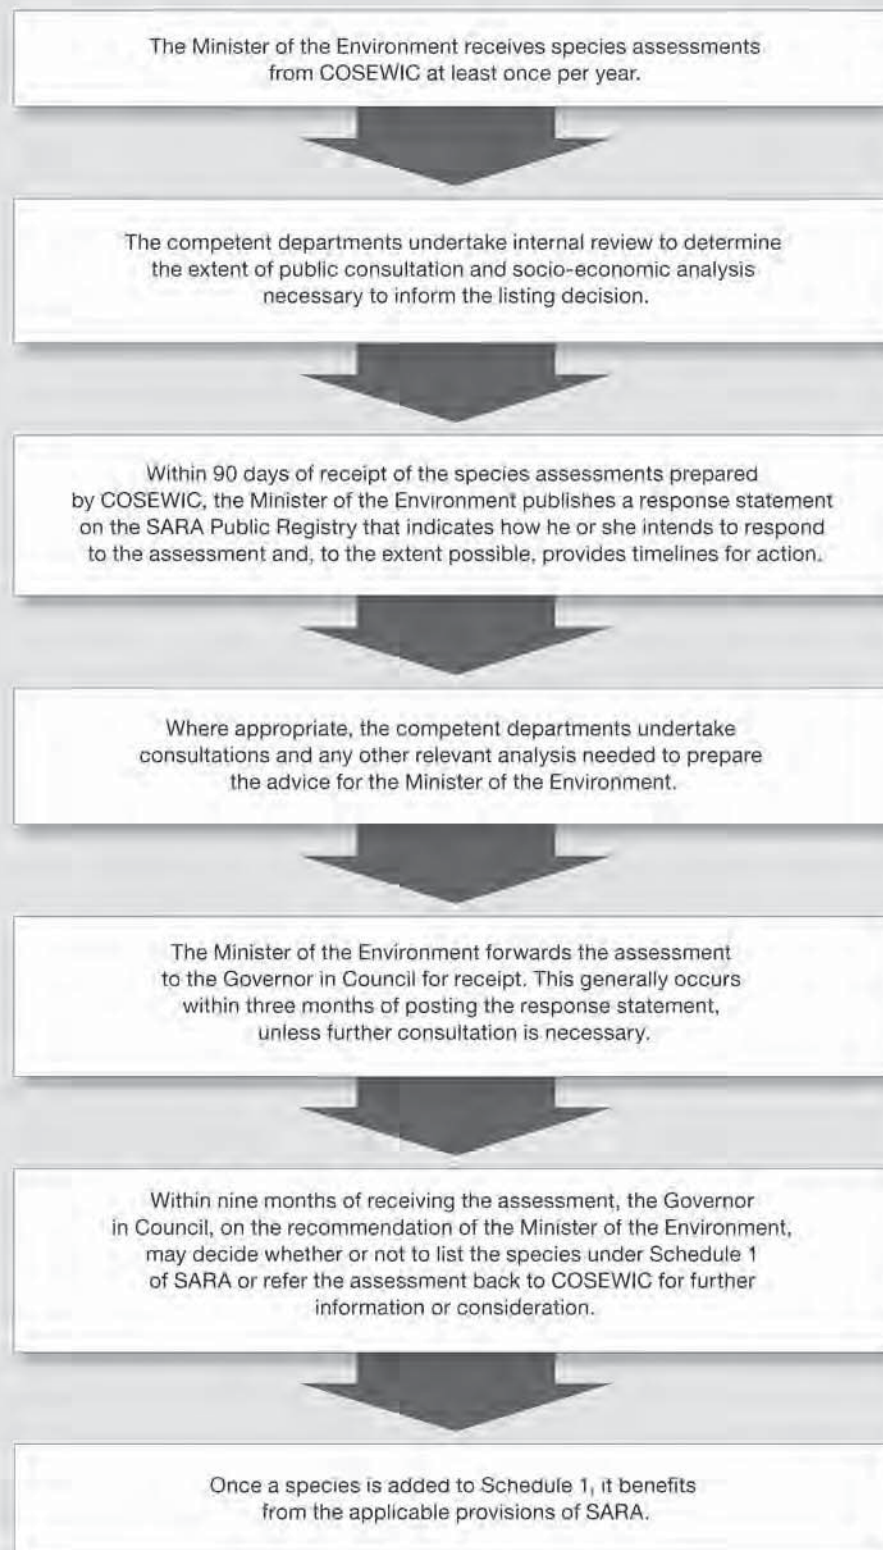 The Minister of the Environment receives species assessments
from COSEWIC at least once per year.
The competent departments undertake internal review to determine
the extent of public consultation and socio-economic analysis
necessary to inform the listing decision.
Within 90 days of receipt of the species assessments prepared
by COSEWIC, the Minister of the Environment publishes a response statement
on the SARA Public Registry that indicates how he or she intends to respond
to the assessment and, to the extent possible, provides timelines for action.
Where appropriate, the competent departments undertake
consultations and any other relevant analysis needed to prepare
the advice for the Minister of the Environment.
The Minister of the Environment forwards the assessment
to the Governor in Council for receipt. This generally occurs
within three months of posting the response statement,
unless further consultation is necessary.
Within nine months of receiving the assessment, the Governor
in Council, on the recommendation of the Minister of the Environment,
may decide whether or not to list the species under Schedule 1
of SARA or refer the assessment back to COSEWIC for further
information or consideration.
Once a species is added to Schedule 1, it benefits
from the applicable provisions of SARA.